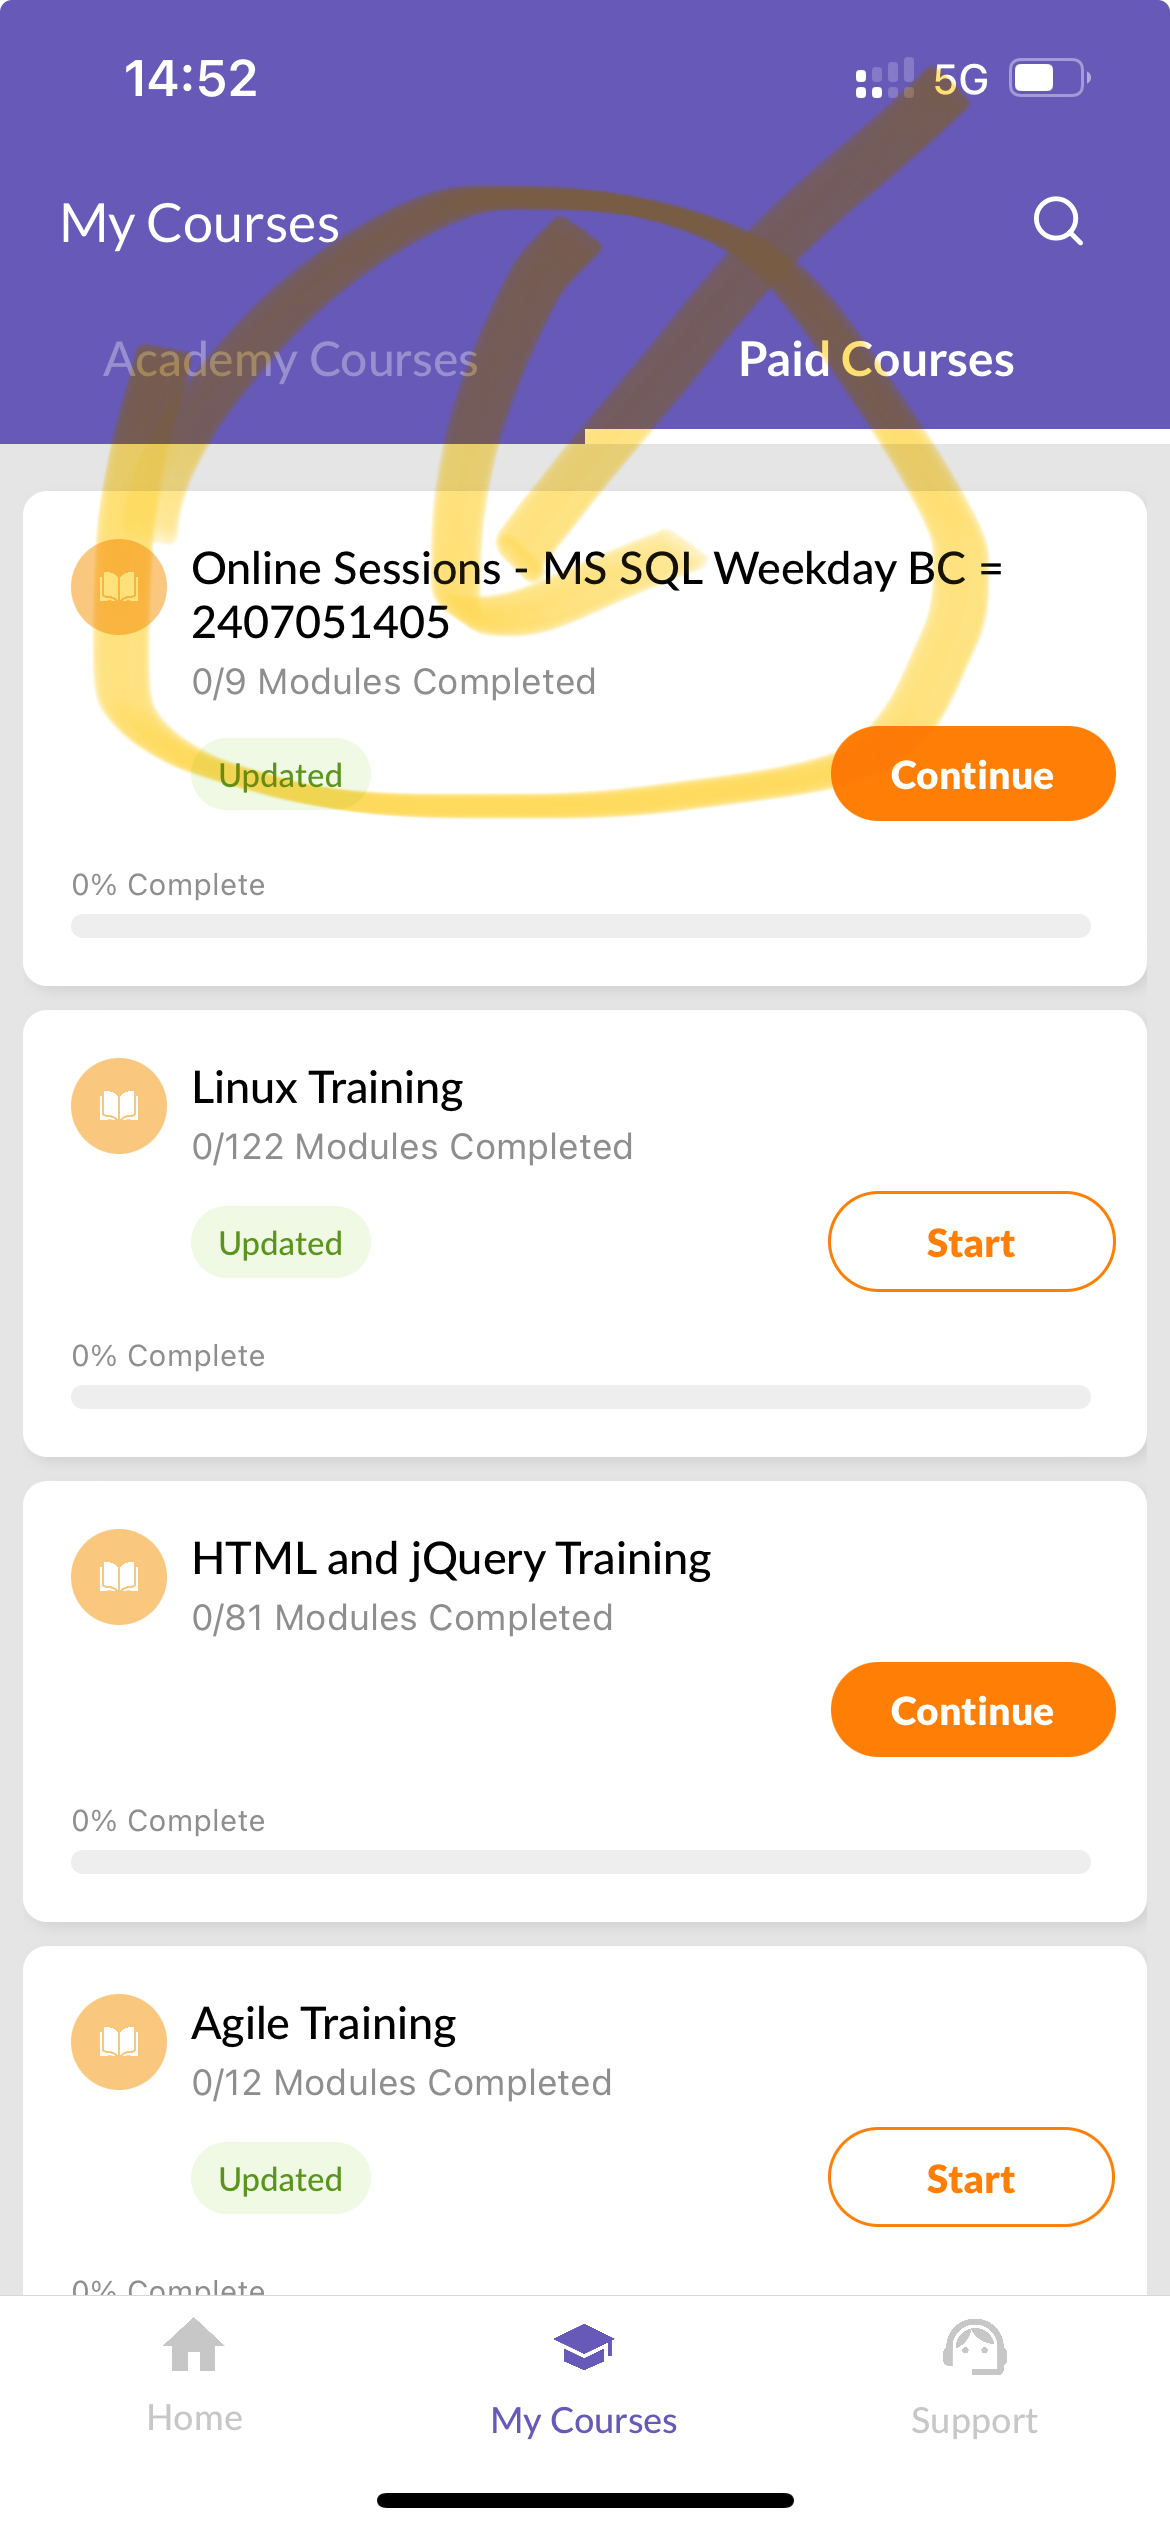 14:52
5G
My Courses
Academy Courses
Paid Courses
Online Sessions - MS SQL Weekday BC =
2407051405
0/9 Modules Completed
Updated
Continue
0% Complete
Linux Training
0/122 Modules Completed
Updated
Start
0% Complete
HTML and jQuery Training
0/81 Modules Completed
Continue
0% Complete
Agile Training
0/12 Modules Completed
Updated
Start
0% Complete
Home
My Courses
Support